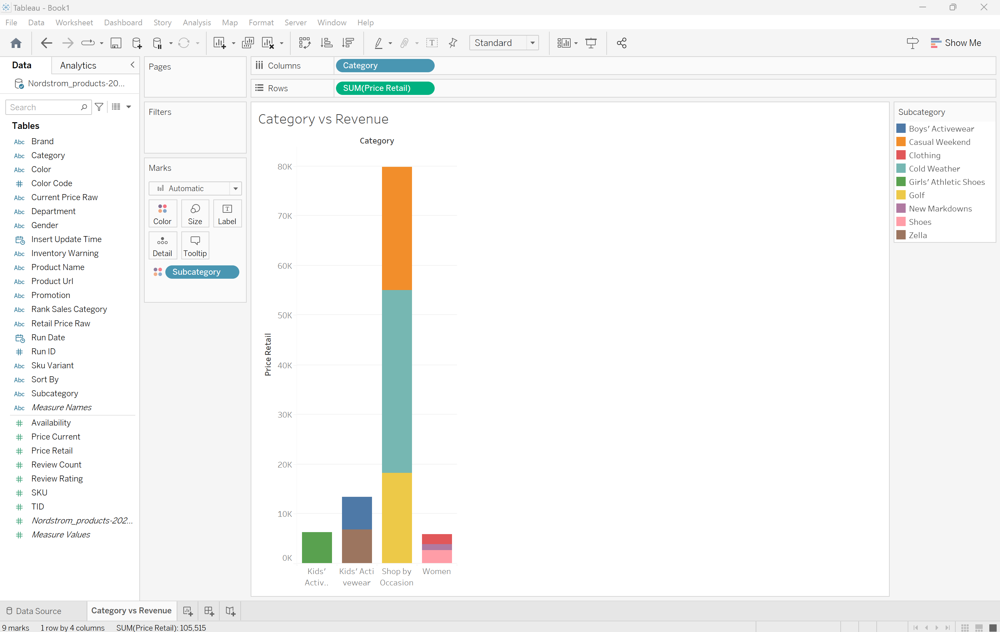 Tableau - Book1
File Data Worksheet Dashboard Story Analysis Map Format Server Window Help
Standard
Show Me
Data
Analytics
Nordstrom_products-20...
Search
Tables
Abc Brand
Abc Category
Abc Color
# Color Code
Abc Current Price Raw
Abc Department
Abc Gender
Insert Update Time
Abc Inventory Warning
Abc Product Name
Abc Product Url
Abc Promotion
Abc Rank Sales Category
Abc Retail Price Raw
Run Date
# Run ID
Abc Sku Variant
Abc Sort By
Abc Subcategory
Abc Measure Names
# Availability
# Price Current
# Price Retail
# Review Count
# Review Rating
# SKU
# TID
# Nordstrom_products-202...
# Measure Values
Pages
Filters
Marks
Automatic
Color
Size
T
Label
Detail
Tooltip
Subcategory
Columns
Category
Rows
SUM(Price Retail)
Category vs Revenue
Category
Price Retail
80K
70K
60K
50K
40K
30K
20K
10K
0K
Kids’
Activ..
Kids’ Acti
vewear
Shop by
Occasion
Women
Subcategory
Boys’ Activewear
Casual Weekend
Clothing
Cold Weather
Girls’ Athletic Shoes
Golf
New Markdowns
Shoes
Zella
Data Source
Category vs Revenue
9 marks
1 row by 4 columns
SUM(Price Retail): 105,515